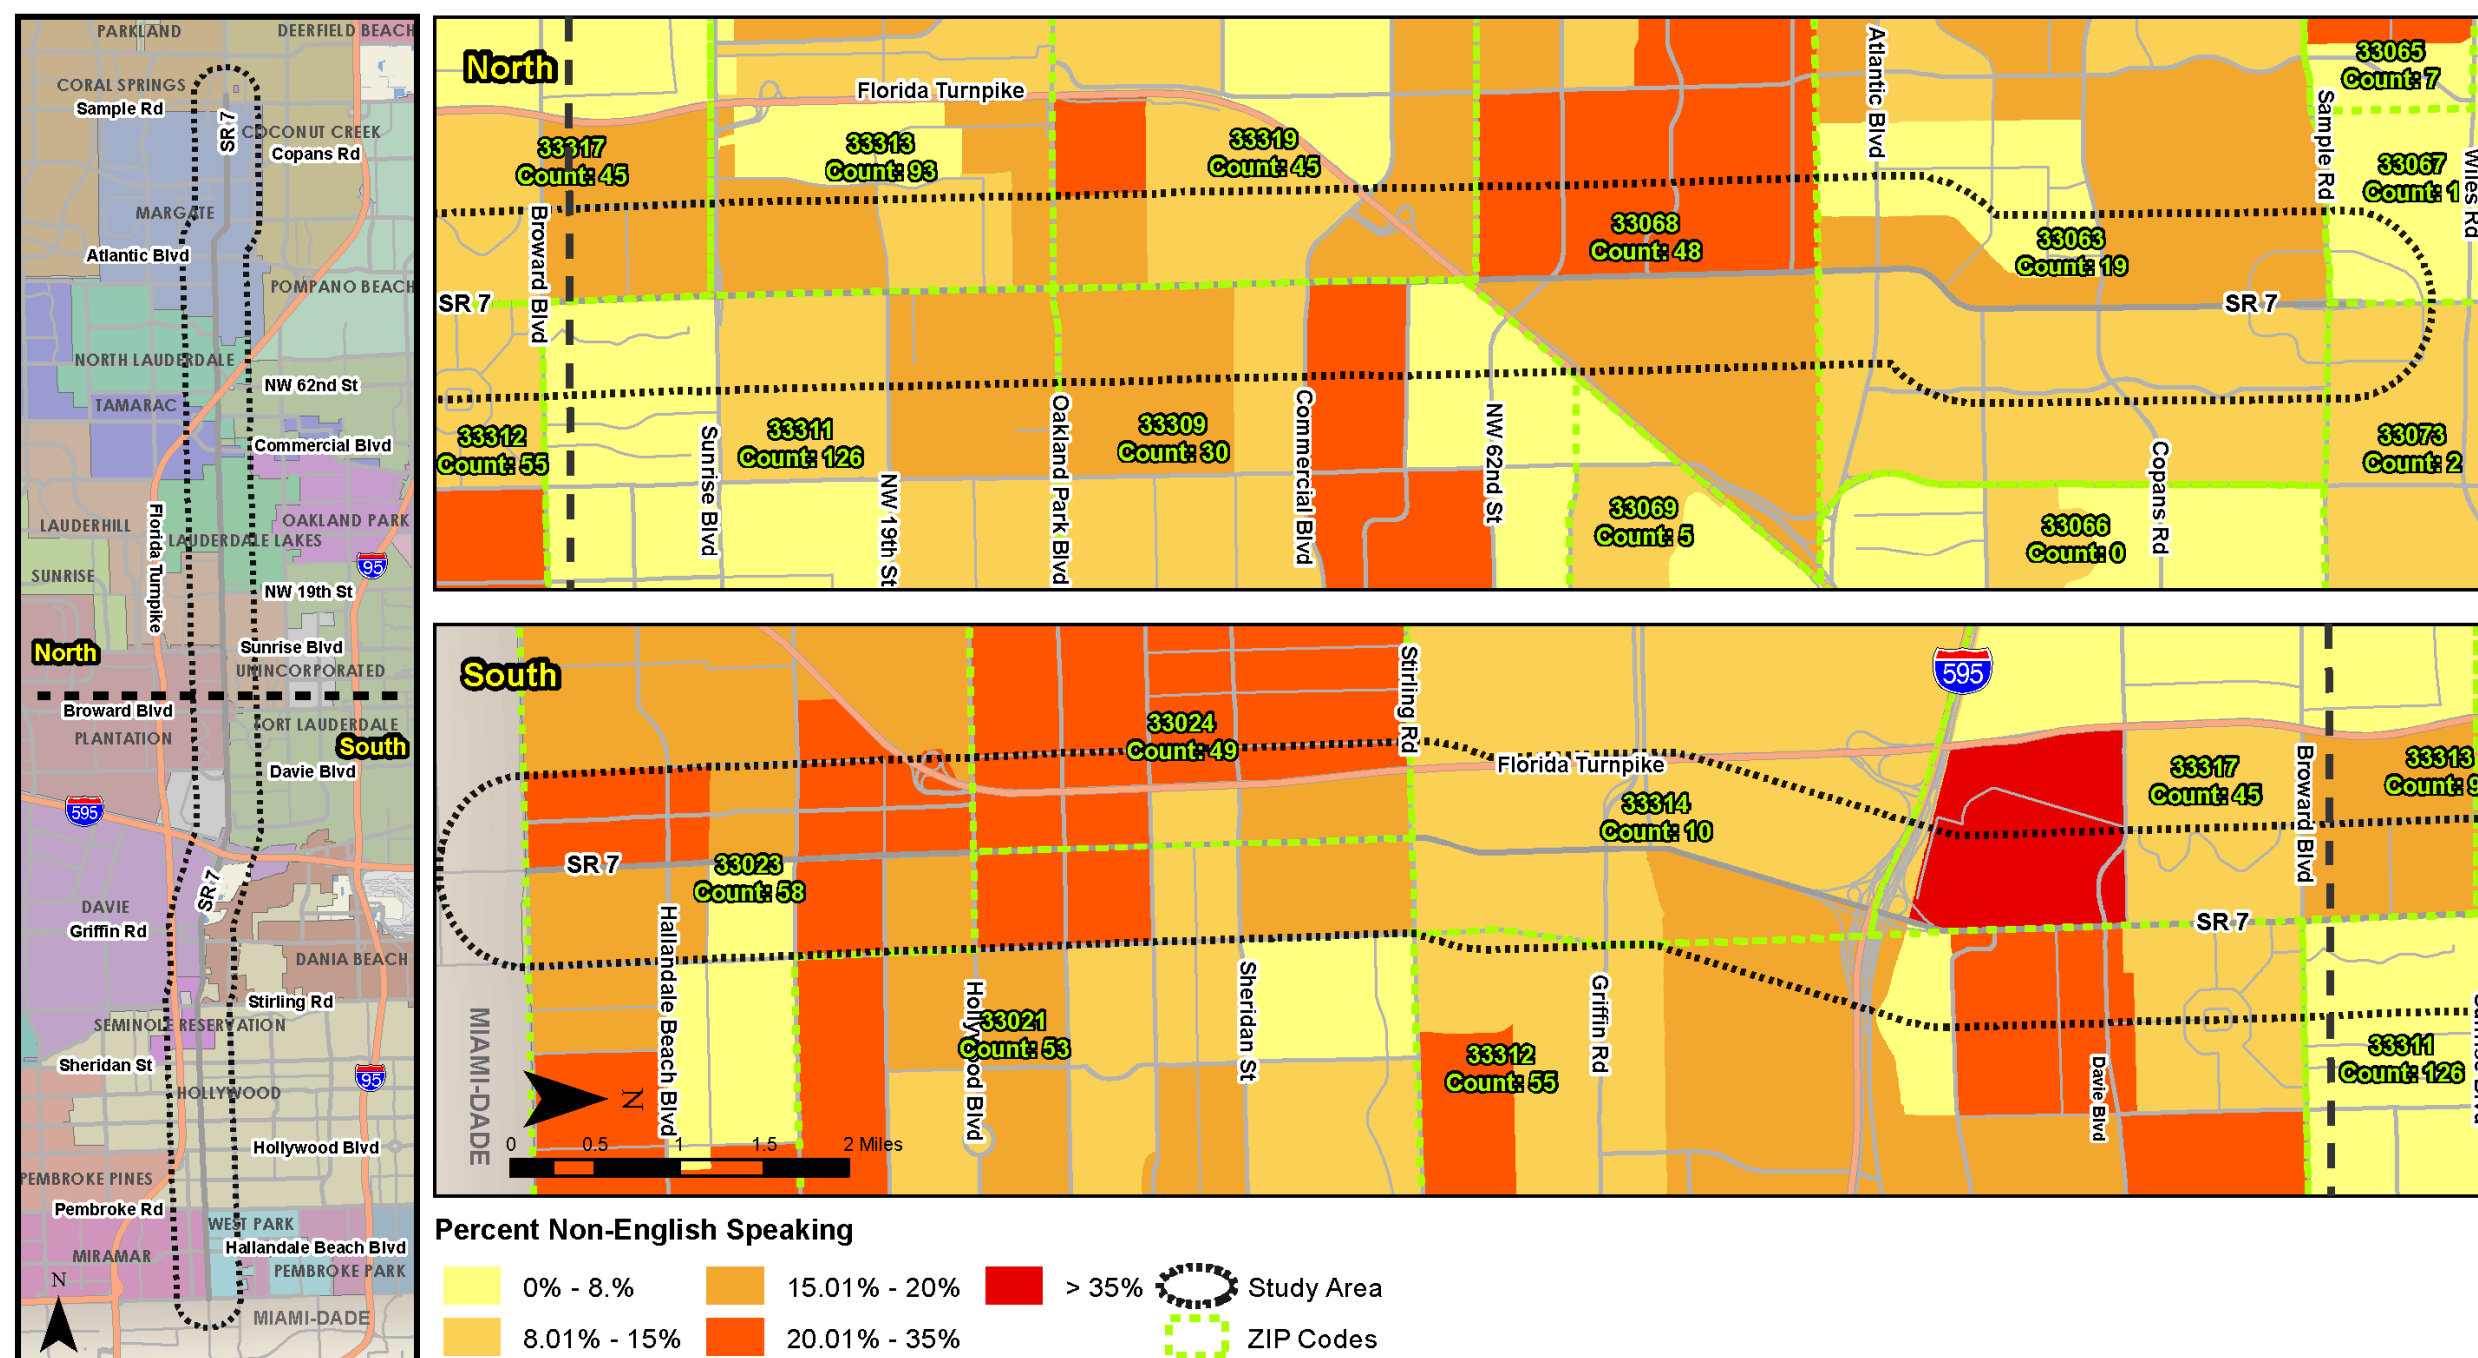 PARKLAND
DEERFIELD BEACH
CORAL SPRINGS
Sample Rd
SR 7
COCONUT CREEK
Copans Rd
MARGATE
Atlantic Blvd
POMPANO BEACH
NORTH LAUDERDALE
NW 62nd St
TAMARAC
Commercial Blvd
Florida Turnpike
LAUDERHILL
OAKLAND PARK
LAUDERDALE LAKES
95
SUNRISE
NW 19th St
Sunrise Blvd
North
UNINCORPORATED
Broward Blvd
ORT LAUDERDALE
PLANTATION
South
Davie Blvd
595
SR 7
DAVIE
Griffin Rd
DANIA BEACH
Stirling Rd
SEMINOLE RESERVATION
Sheridan St
95
HOLLYWOOD
Hollywood Blvd
PEMBROKE PINES
Pembroke Rd
WEST PARK
Hallandale Beach Blvd
MIRAMAR
PEMBROKE PARK
N
MIAMI-DADE
North
Florida Turnpike
33317
Count: 45
33313
Count: 93
33319
Count: 45
33068
Count: 48
33063
Count: 19
33065
Count: 7
33067
Count: 1
SR 7
SR 7
33312
Count: 55
33311
Count: 126
33309
Count: 30
33069
Count: 5
33066
Count: 0
33073
Count: 2
Broward Blvd
Sunrise Blvd
NW 19th St
Oakland Park Blvd
Commercial Blvd
NW 62nd St
Atlantic Blvd
Copans Rd
Sample Rd
Wiles Rd
South
33024
Count: 49
Stirling Rd
Florida Turnpike
595
33314
Count: 10
33317
Count: 45
Broward Blvd
33313
Count: 9
SR 7
33023
Count: 58
SR 7
Hallandale Beach Blvd
Hollywood Blvd
33021
Count: 53
Sheridan St
33312
Count: 55
Griffin Rd
Davie Blvd
33311
Count: 126
MIAMI-DADE
N
0 0.5 1 1.5 2 Miles
Percent Non-English Speaking
0% - 8.%
15.01% - 20%
> 35%
Study Area
8.01% - 15%
20.01% - 35%
ZIP Codes